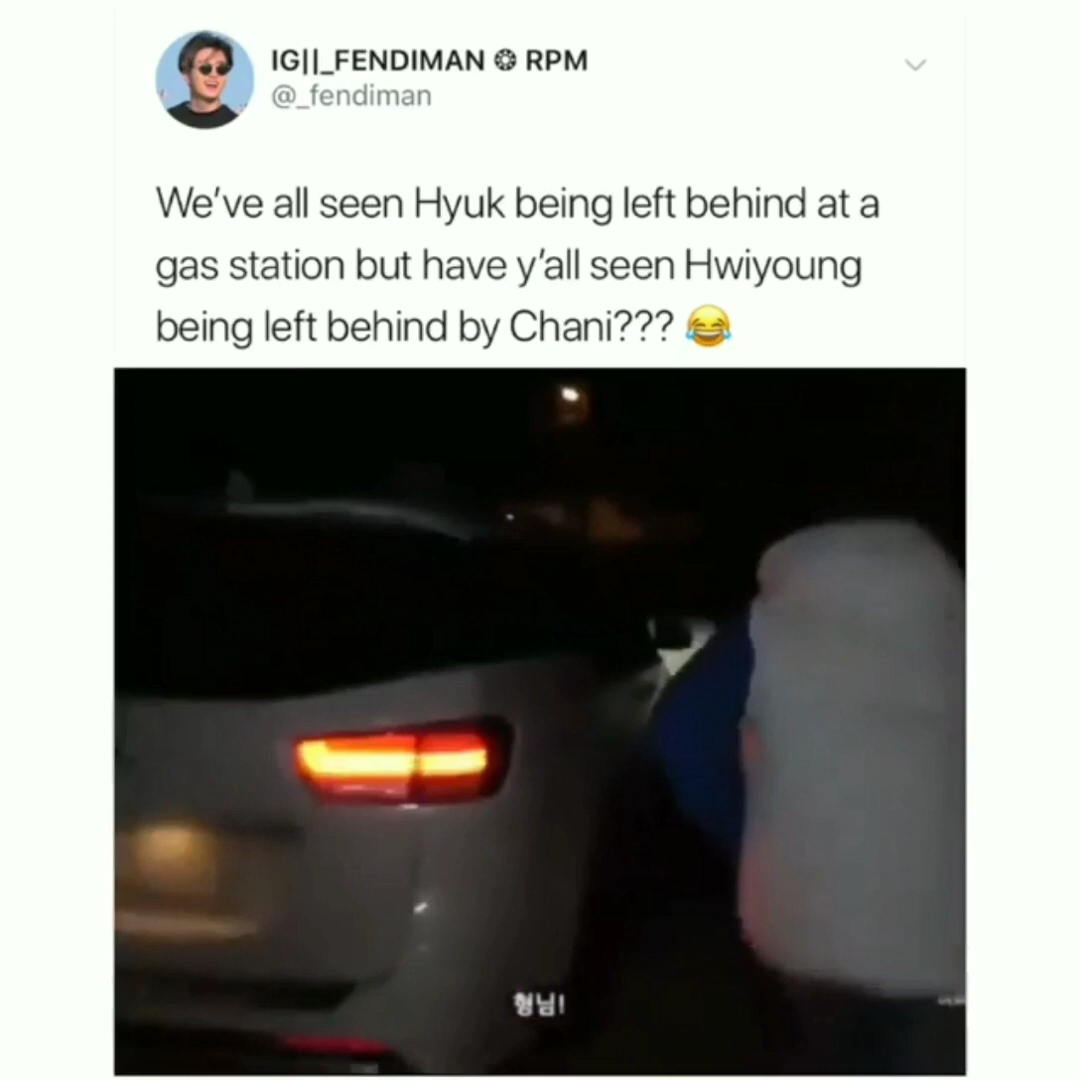 IG||_FENDIMAN ❂ RPM
@_fendiman
We've all seen Hyuk being left behind at a
gas station but have y'all seen Hwiyoung
being left behind by Chani??? 😂
형님!